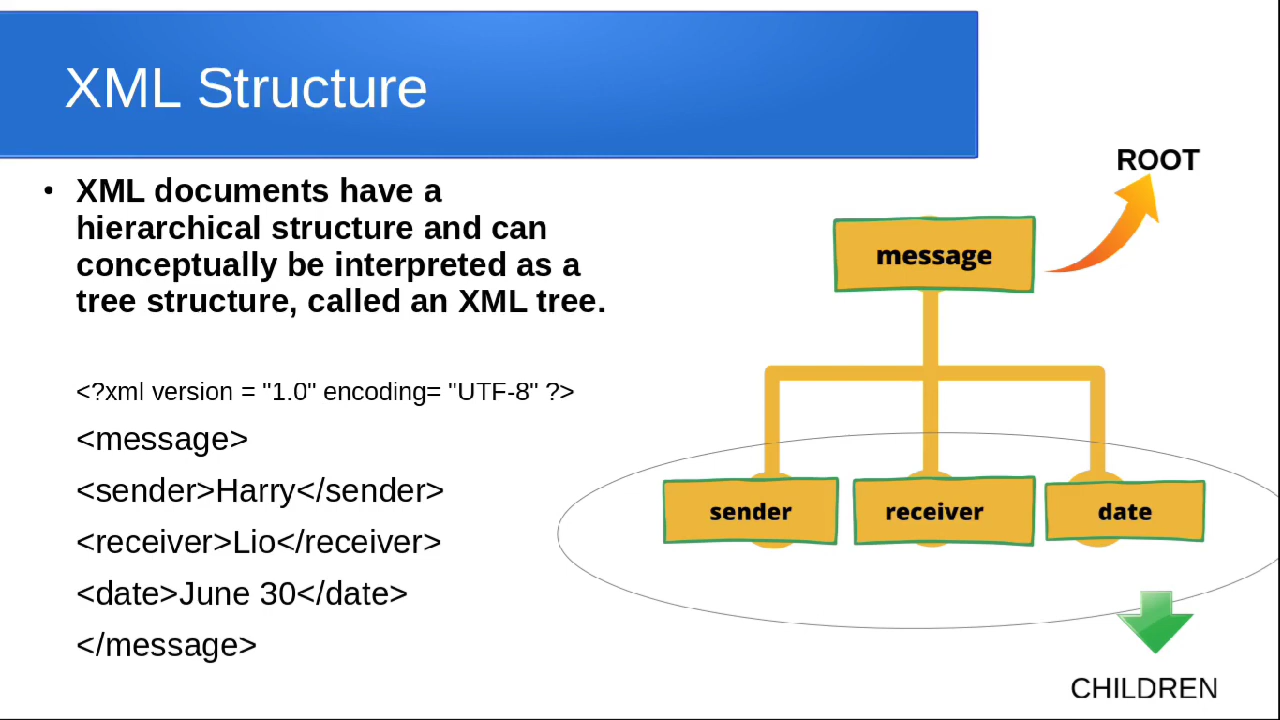 XML Structure
• XML documents have a
hierarchical structure and can
conceptually be interpreted as a
tree structure, called an XML tree.
<?xml version = "1.0" encoding= "UTF-8" ?>
<message>
<sender>Harry</sender>
<receiver>Lio</receiver>
<date>June 30</date>
</message>
ROOT
message
sender receiver date
CHILDREN